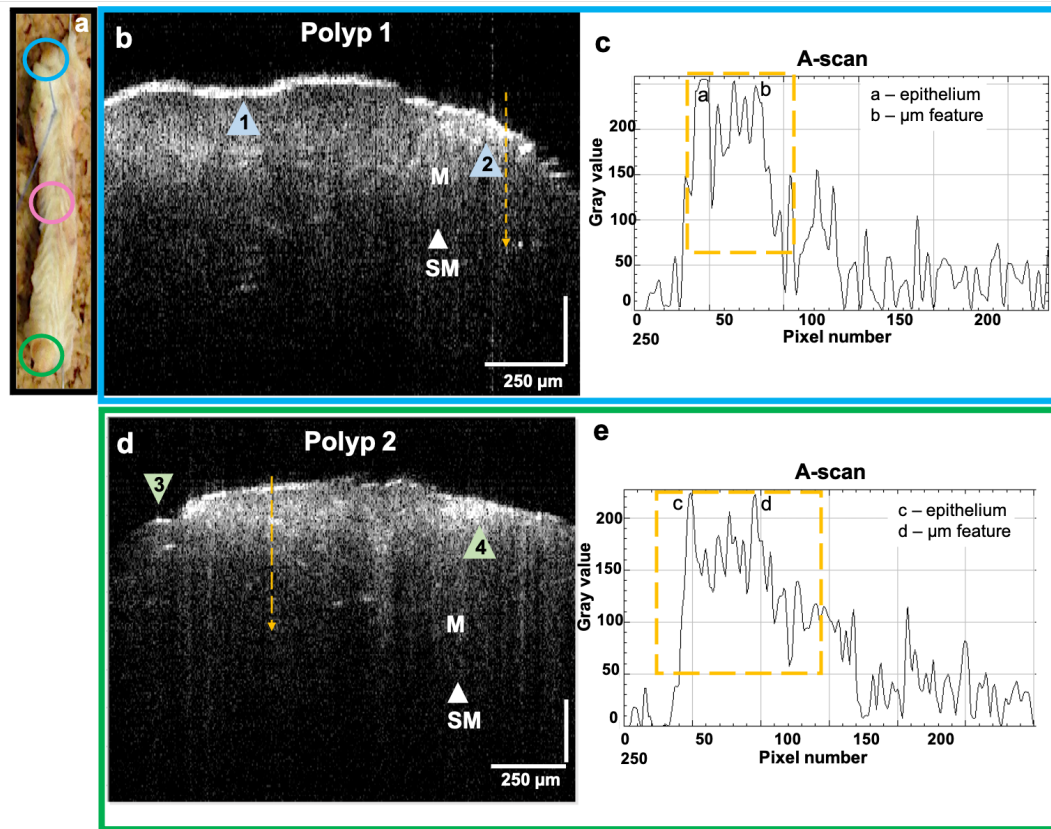 a
b
Polyp 1
1
2
M
SM
250 µm
c
A-scan
a
b
a – epithelium
b – µm feature
Gray value
200
150
100
50
0
0
50
100
150
200
250
Pixel number
d
Polyp 2
3
4
M
SM
250 µm
e
A-scan
c
d
c – epithelium
d – µm feature
Gray value
200
150
100
50
0
0
50
100
150
200
250
Pixel number